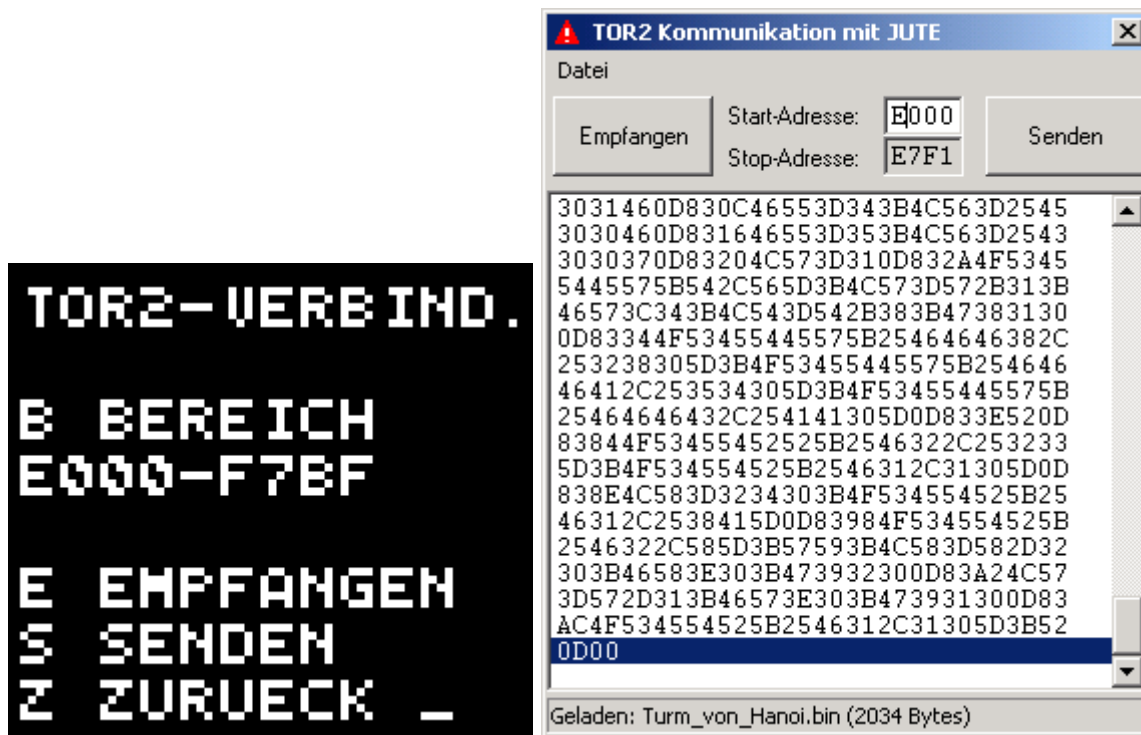 TOR2-VERBIND.
B BEREICH
E000-F7BF
E EMPFANGEN
S SENDEN
Z ZURUECK _
TOR2 Kommunikation mit JUTE
Datei
Empfangen
Start-Adresse: E000
Stop-Adresse: E7F1
Senden
3031460D830C46553D343B4C563D2545
3030460D831646553D353B4C563D2543
3030370D83204C573D310D832A4F5345
5445575B542C565D3B4C573D572B313B
46573C343B4C543D542B383B47383130
0D83344F53455445575B25464646382C
253238305D3B4F53455445575B254646
46412C253534305D3B4F53455445575B
25464646432C254141305D0D833E520D
83844F53455452525B2546322C253233
5D3B4F534554525B2546312C31305D0D
838E4C583D3234303B4F534554525B25
46312C2538415D0D83984F534554525B
2546322C585D3B57593B4C583D582D32
303B46583E303B473932300D83A24C57
3D572D313B46573E303B473931300D83
AC4F534554525B2546312C31305D3B52
0D00
Geladen: Turm_von_Hanoi.bin (2034 Bytes)